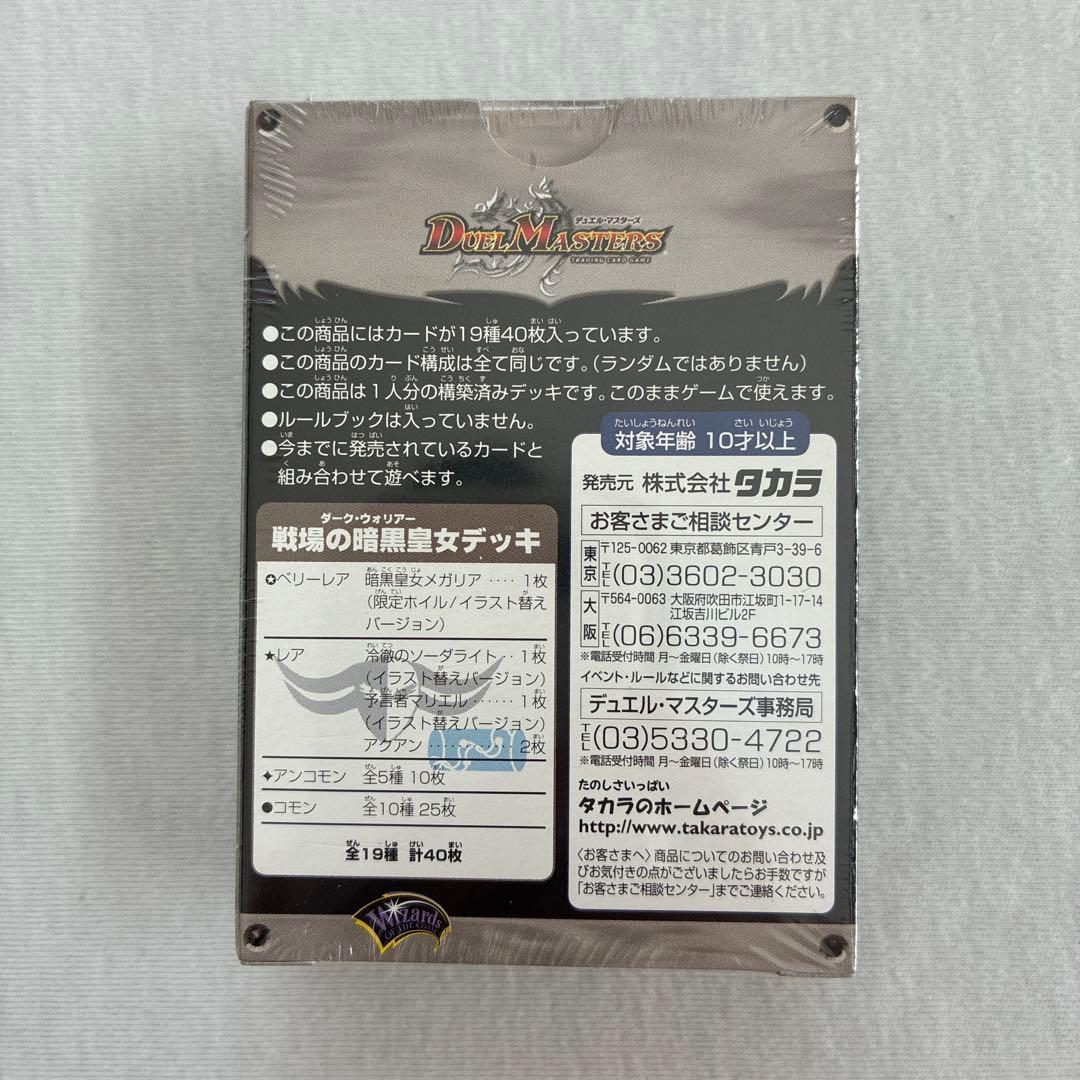 デュエル・マスターズ
DUEL MASTERS
TRADING CARD GAME
●この商品にはカードが19種40枚入っています。
●この商品のカード構成は全て同じです。(ランダムではありません)
●この商品は1人分の構築済みデッキです。このままゲームで使えます。
●ルールブックは入っていません。
●今までに発売されているカードと
組み合わせて遊べます。
ダーク・ウォリアー
戦場の暗黒皇女デッキ
✪ベリーレア 暗黒皇女メガリア ‥‥ 1枚
(限定ホイル/イラスト替え
バージョン)
★レア 冷徹のソーダライト ‥ 1枚
(イラスト替えバージョン)
予言者マリエル ‥‥‥ 1枚
(イラスト替えバージョン)
アクアン ‥‥‥‥‥‥ 2枚
✦アンコモン 全5種 10枚
●コモン 全10種 25枚
全19種 計40枚
対象年齢 10才以上
発売元 株式会社タカラ
お客さまご相談センター
東京 〒125-0062 東京都葛飾区青戸3-39-6
TEL(03)3602-3030
大阪 〒564-0063 大阪府吹田市江坂町1-17-14
江坂吉川ビル2F
TEL(06)6339-6673
※電話受付時間 月〜金曜日(除く祭日)10時〜17時
イベント・ルールなどに関するお問い合わせ先
デュエル・マスターズ事務局
TEL(03)5330-4722
※電話受付時間 月〜金曜日(除く祭日)10時〜17時
たのしさいっぱい
タカラのホームページ
http://www.takaratoys.co.jp
〈お客さまへ〉商品についてのお問い合わせ及
びお気付きの点がございましたらお手数ですが
「お客さまご相談センター」までご連絡ください。
Wizards
OF THE COAST